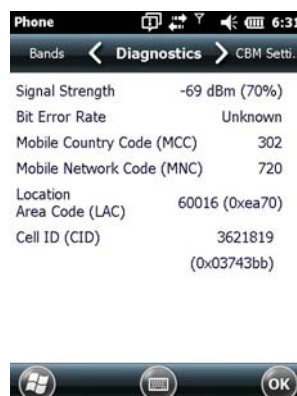 Phone 6:31
Bands Diagnostics CBM Setti
Signal Strength -69 dBm (70%)
Bit Error Rate Unknown
Mobile Country Code (MCC) 302
Mobile Network Code (MNC) 720
Location
Area Code (LAC) 60016 (0xea70)
Cell ID (CID) 3621819
(0x03743bb)
OK